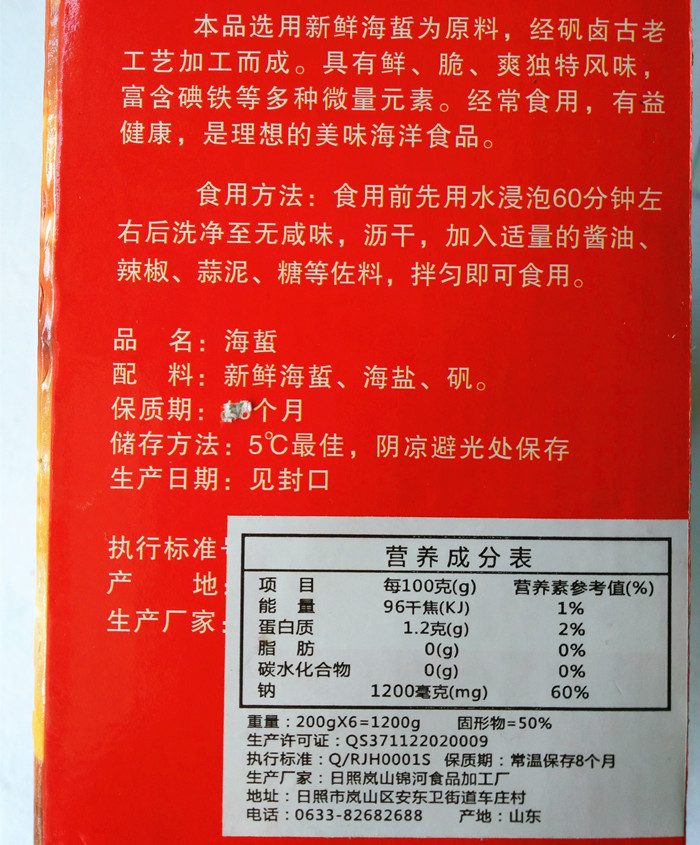 本品选用新鲜海蜇为原料，经矾卤古老
工艺加工而成。具有鲜、脆、爽独特风味，
富含碘铁等多种微量元素。经常食用，有益
健康，是理想的美味海洋食品。
食用方法：食用前先用水浸泡60分钟左
右后洗净至无咸味，沥干，加入适量的酱油、
辣椒、蒜泥、糖等佐料，拌匀即可食用。
品 名：海蜇
配 料：新鲜海蜇、海盐、矾。
保质期：个月
储存方法：5℃最佳，阴凉避光处保存
生产日期：见封口
执行标准
产 地：
生产厂家：
营养成分表
项 目 每100克(g) 营养素参考值(%)
能 量 96千焦(KJ) 1%
蛋白质 1.2克(g) 2%
脂 肪 0(g) 0%
碳水化合物 0(g) 0%
钠 1200毫克(mg) 60%
重量：200gX6=1200g 固形物=50%
生产许可证：QS371122020009
执行标准：Q/RJH0001S 保质期：常温保存8个月
生产厂家：日照岚山锦河食品加工厂
地址：日照市岚山区安东卫街道车庄村
电话：0633-82682688 产地：山东